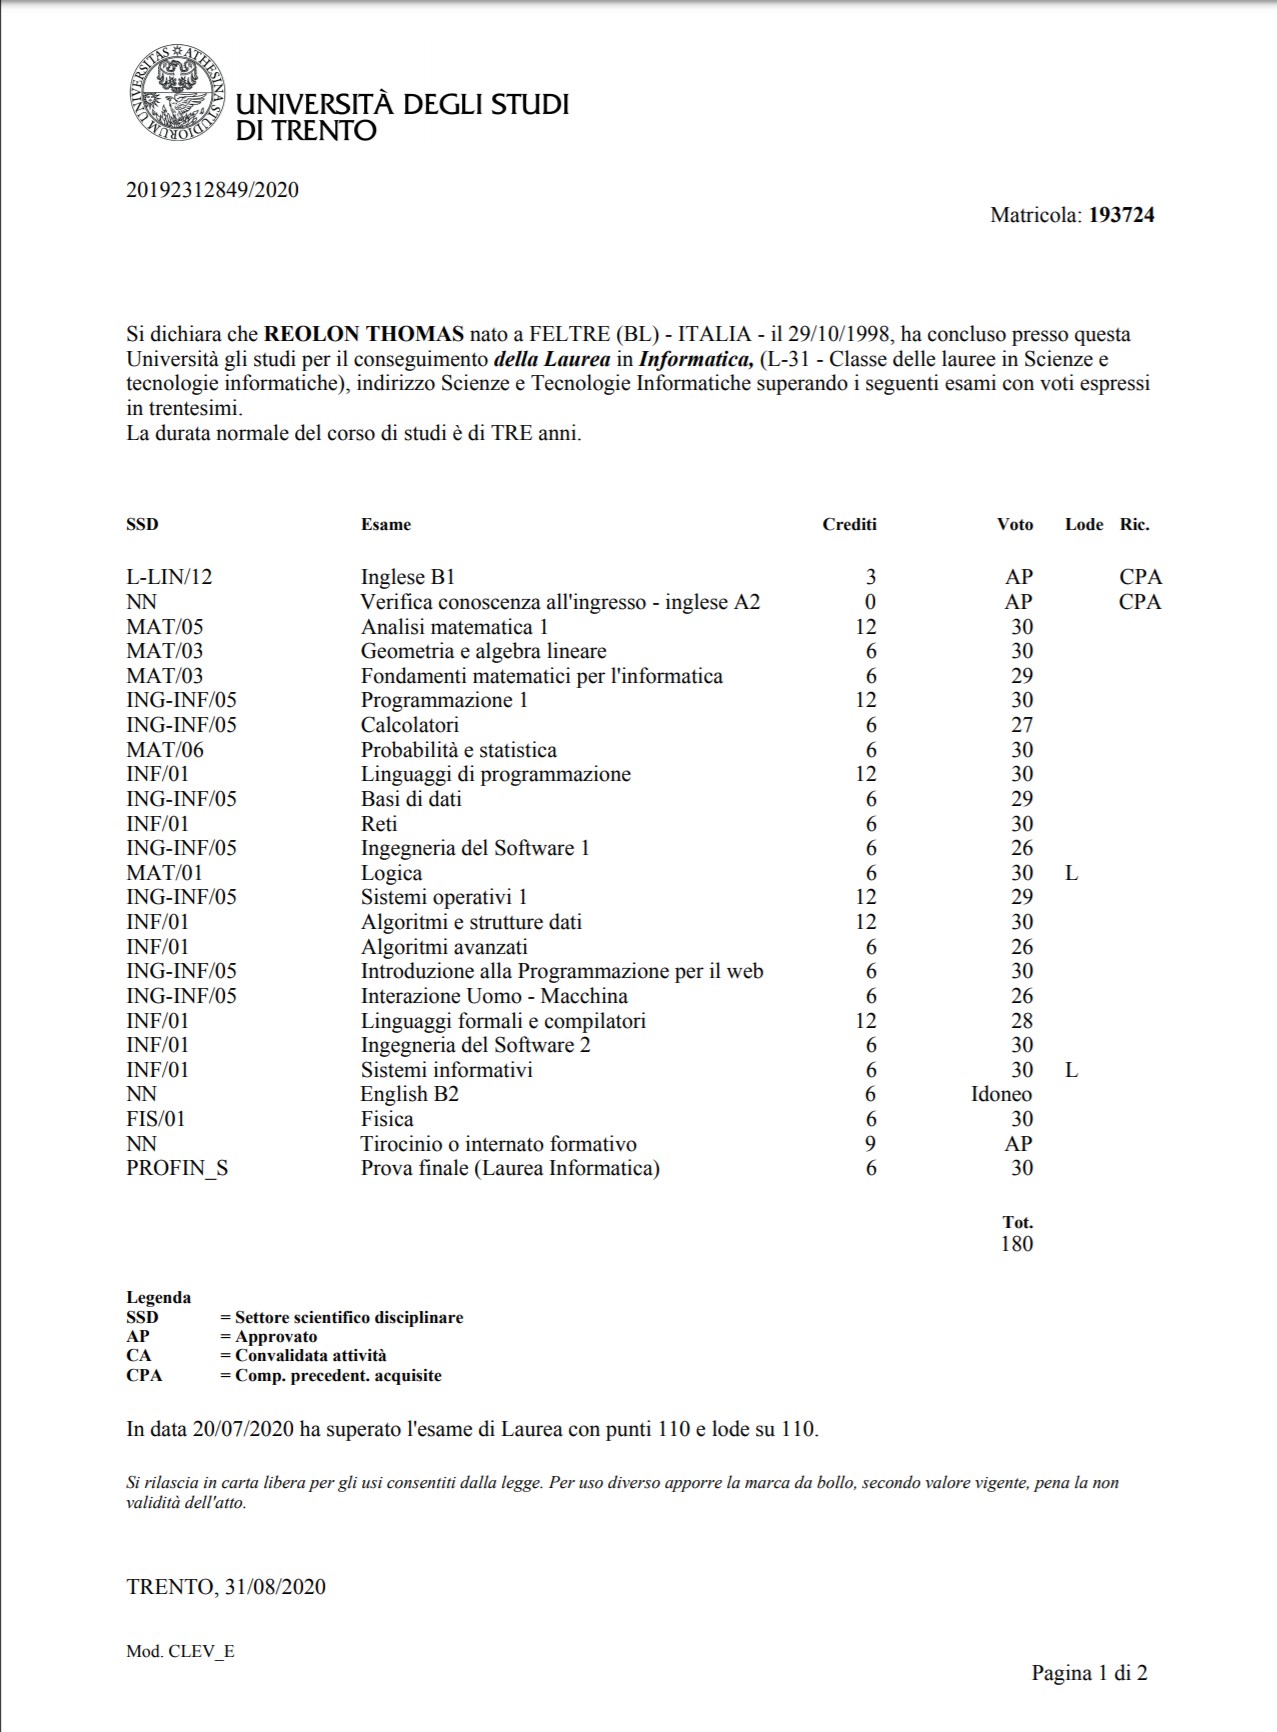 UNIVERSITAS ATHESINA STUDIORUM
UNIVERSITÀ DEGLI STUDI
DI TRENTO
20192312849/2020
Matricola: 193724
Si dichiara che REOLON THOMAS nato a FELTRE (BL) - ITALIA - il 29/10/1998, ha concluso presso questa
Università gli studi per il conseguimento della Laurea in Informatica, (L-31 - Classe delle lauree in Scienze e
tecnologie informatiche), indirizzo Scienze e Tecnologie Informatiche superando i seguenti esami con voti espressi
in trentesimi.
La durata normale del corso di studi è di TRE anni.
SSD Esame Crediti Voto Lode Ric.
L-LIN/12 Inglese B1 3 AP CPA
NN Verifica conoscenza all'ingresso - inglese A2 0 AP CPA
MAT/05 Analisi matematica 1 12 30
MAT/03 Geometria e algebra lineare 6 30
MAT/03 Fondamenti matematici per l'informatica 6 29
ING-INF/05 Programmazione 1 12 30
ING-INF/05 Calcolatori 6 27
MAT/06 Probabilità e statistica 6 30
INF/01 Linguaggi di programmazione 12 30
ING-INF/05 Basi di dati 6 29
INF/01 Reti 6 30
ING-INF/05 Ingegneria del Software 1 6 26
MAT/01 Logica 6 30 L
ING-INF/05 Sistemi operativi 1 12 29
INF/01 Algoritmi e strutture dati 12 30
INF/01 Algoritmi avanzati 6 26
ING-INF/05 Introduzione alla Programmazione per il web 6 30
ING-INF/05 Interazione Uomo - Macchina 6 26
INF/01 Linguaggi formali e compilatori 12 28
INF/01 Ingegneria del Software 2 6 30
INF/01 Sistemi informativi 6 30 L
NN English B2 6 Idoneo
FIS/01 Fisica 6 30
NN Tirocinio o internato formativo 9 AP
PROFIN_S Prova finale (Laurea Informatica) 6 30
Tot.
180
Legenda
SSD = Settore scientifico disciplinare
AP = Approvato
CA = Convalidata attività
CPA = Comp. precedent. acquisite
In data 20/07/2020 ha superato l'esame di Laurea con punti 110 e lode su 110.
Si rilascia in carta libera per gli usi consentiti dalla legge. Per uso diverso apporre la marca da bollo, secondo valore vigente, pena la non
validità dell'atto.
TRENTO, 31/08/2020
Mod. CLEV_E
Pagina 1 di 2